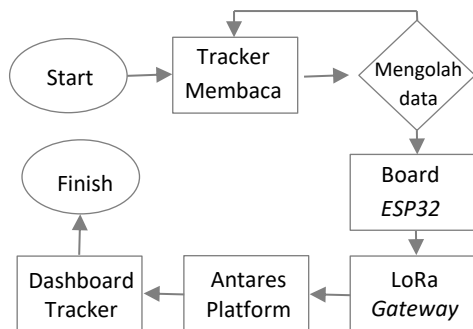 Start
Tracker
Membaca
Mengolah
data
Board
ESP32
LoRa
Gateway
Antares
Platform
Dashboard
Tracker
Finish